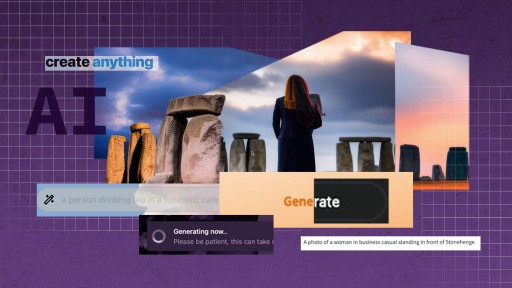 create anything
AI
a person drinking tea in a futuristic cafe
Generate
Generating now..
Please be patient, this can take
A photo of a woman in business casual standing in front of Stonehenge